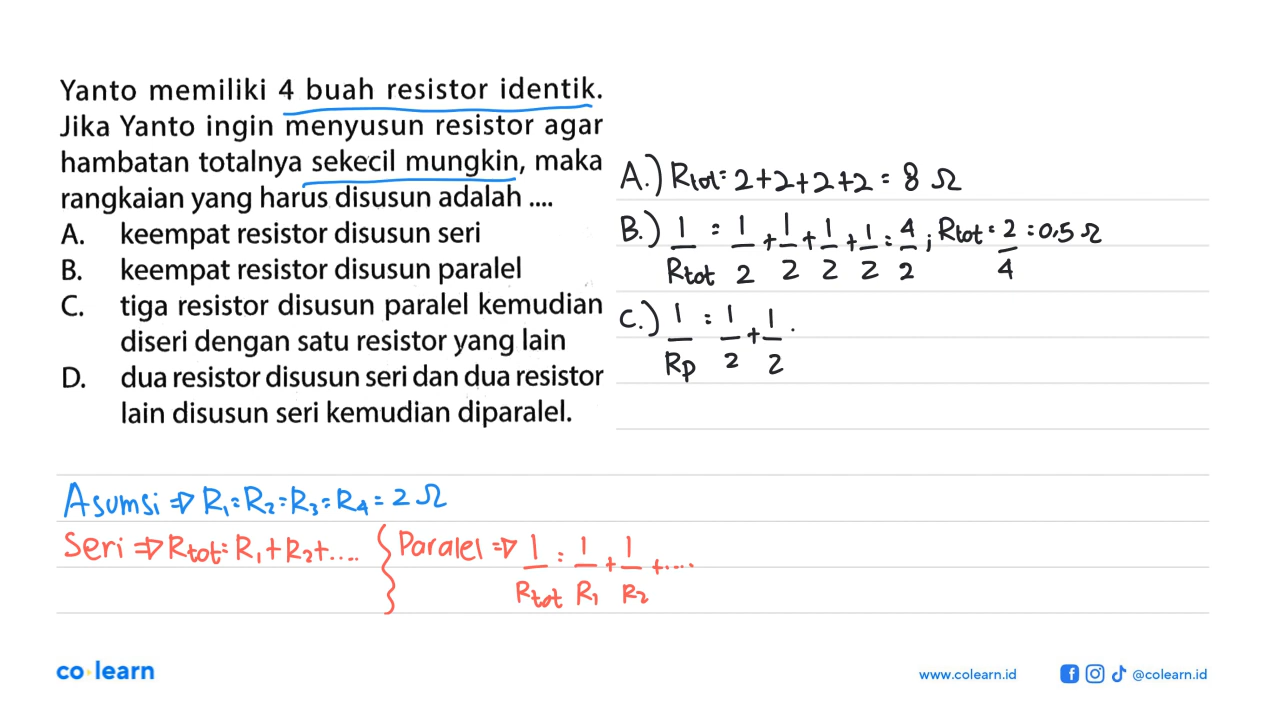 Yanto memiliki 4 buah resistor identik.
Jika Yanto ingin menyusun resistor agar
hambatan totalnya sekecil mungkin, maka
rangkaian yang harus disusun adalah ....
A. keempat resistor disusun seri
B. keempat resistor disusun paralel
C. tiga resistor disusun paralel kemudian
diseri dengan satu resistor yang lain
D. dua resistor disusun seri dan dua resistor
lain disusun seri kemudian diparalel.
A.) Rtot = 2+2+2+2 = 8 Ω
B.) 1/Rtot = 1/2 + 1/2 + 1/2 + 1/2 = 4/2 ; Rtot = 2/4 = 0,5 Ω
C.) 1/Rp = 1/2 + 1/2
Asumsi ⇒ R₁ = R₂ = R₃ = R₄ = 2 Ω
Seri ⇒ Rtot = R₁ + R₂ + ....
Paralel ⇒ 1/Rtot = 1/R₁ + 1/R₂ + ....
co learn
www.colearn.id
@colearn.id